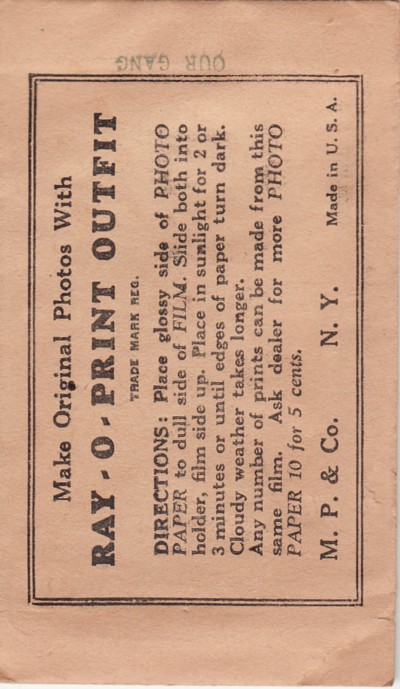 OUR GANG
Make Original Photos With
RAY-O-PRINT OUTFIT
TRADE MARK REG.
DIRECTIONS: Place glossy side of PHOTO
PAPER to dull side of FILM. Slide both into
holder, film side up. Place in sunlight for 2 or
3 minutes or until edges of paper turn dark.
Cloudy weather takes longer.
Any number of prints can be made from this
same film. Ask dealer for more PHOTO
PAPER 10 for 5 cents.
M. P. & Co. N. Y. Made in U. S. A.